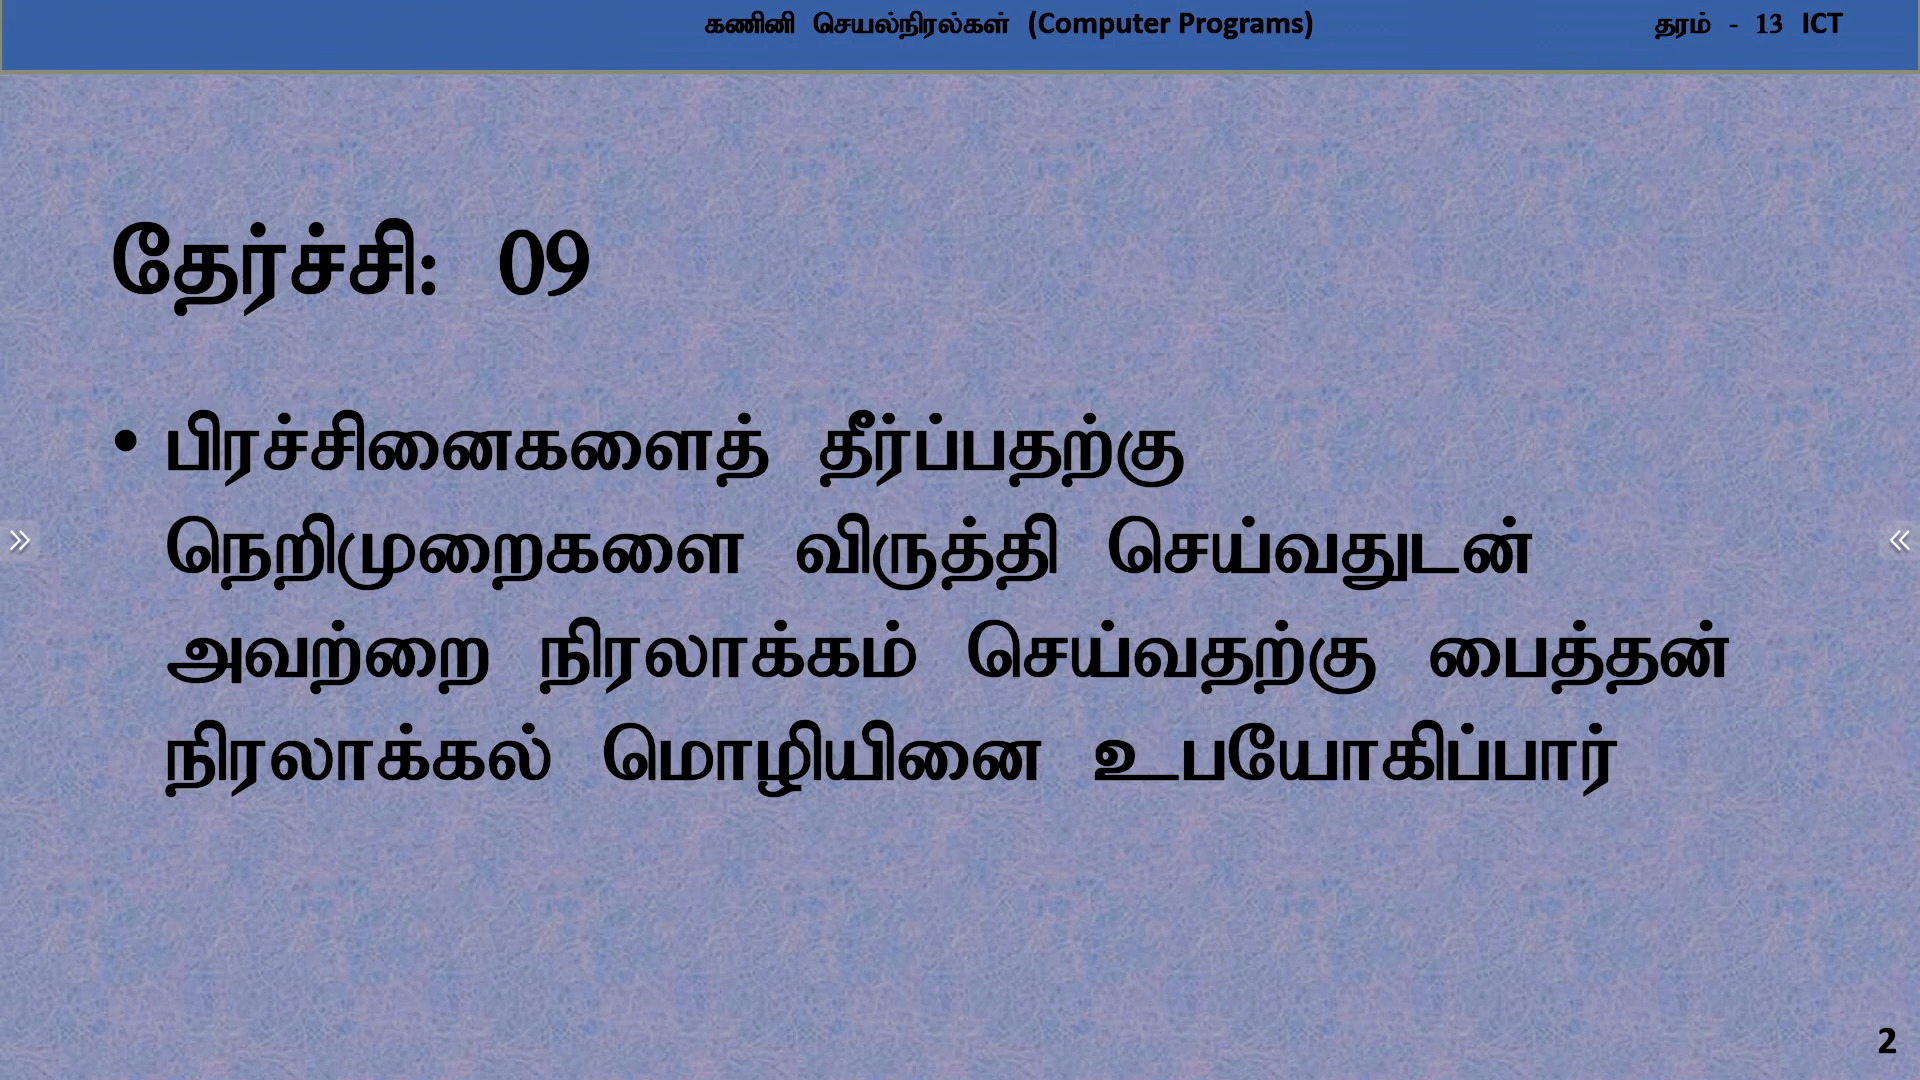 கணினி செயல்நிரல்கள் (Computer Programs) தரம் - 13 ICT
தேர்ச்சி: 09
• பிரச்சினைகளைத் தீர்ப்பதற்கு
நெறிமுறைகளை விருத்தி செய்வதுடன்
அவற்றை நிரலாக்கம் செய்வதற்கு பைத்தன்
நிரலாக்கல் மொழியினை உபயோகிப்பார்
2